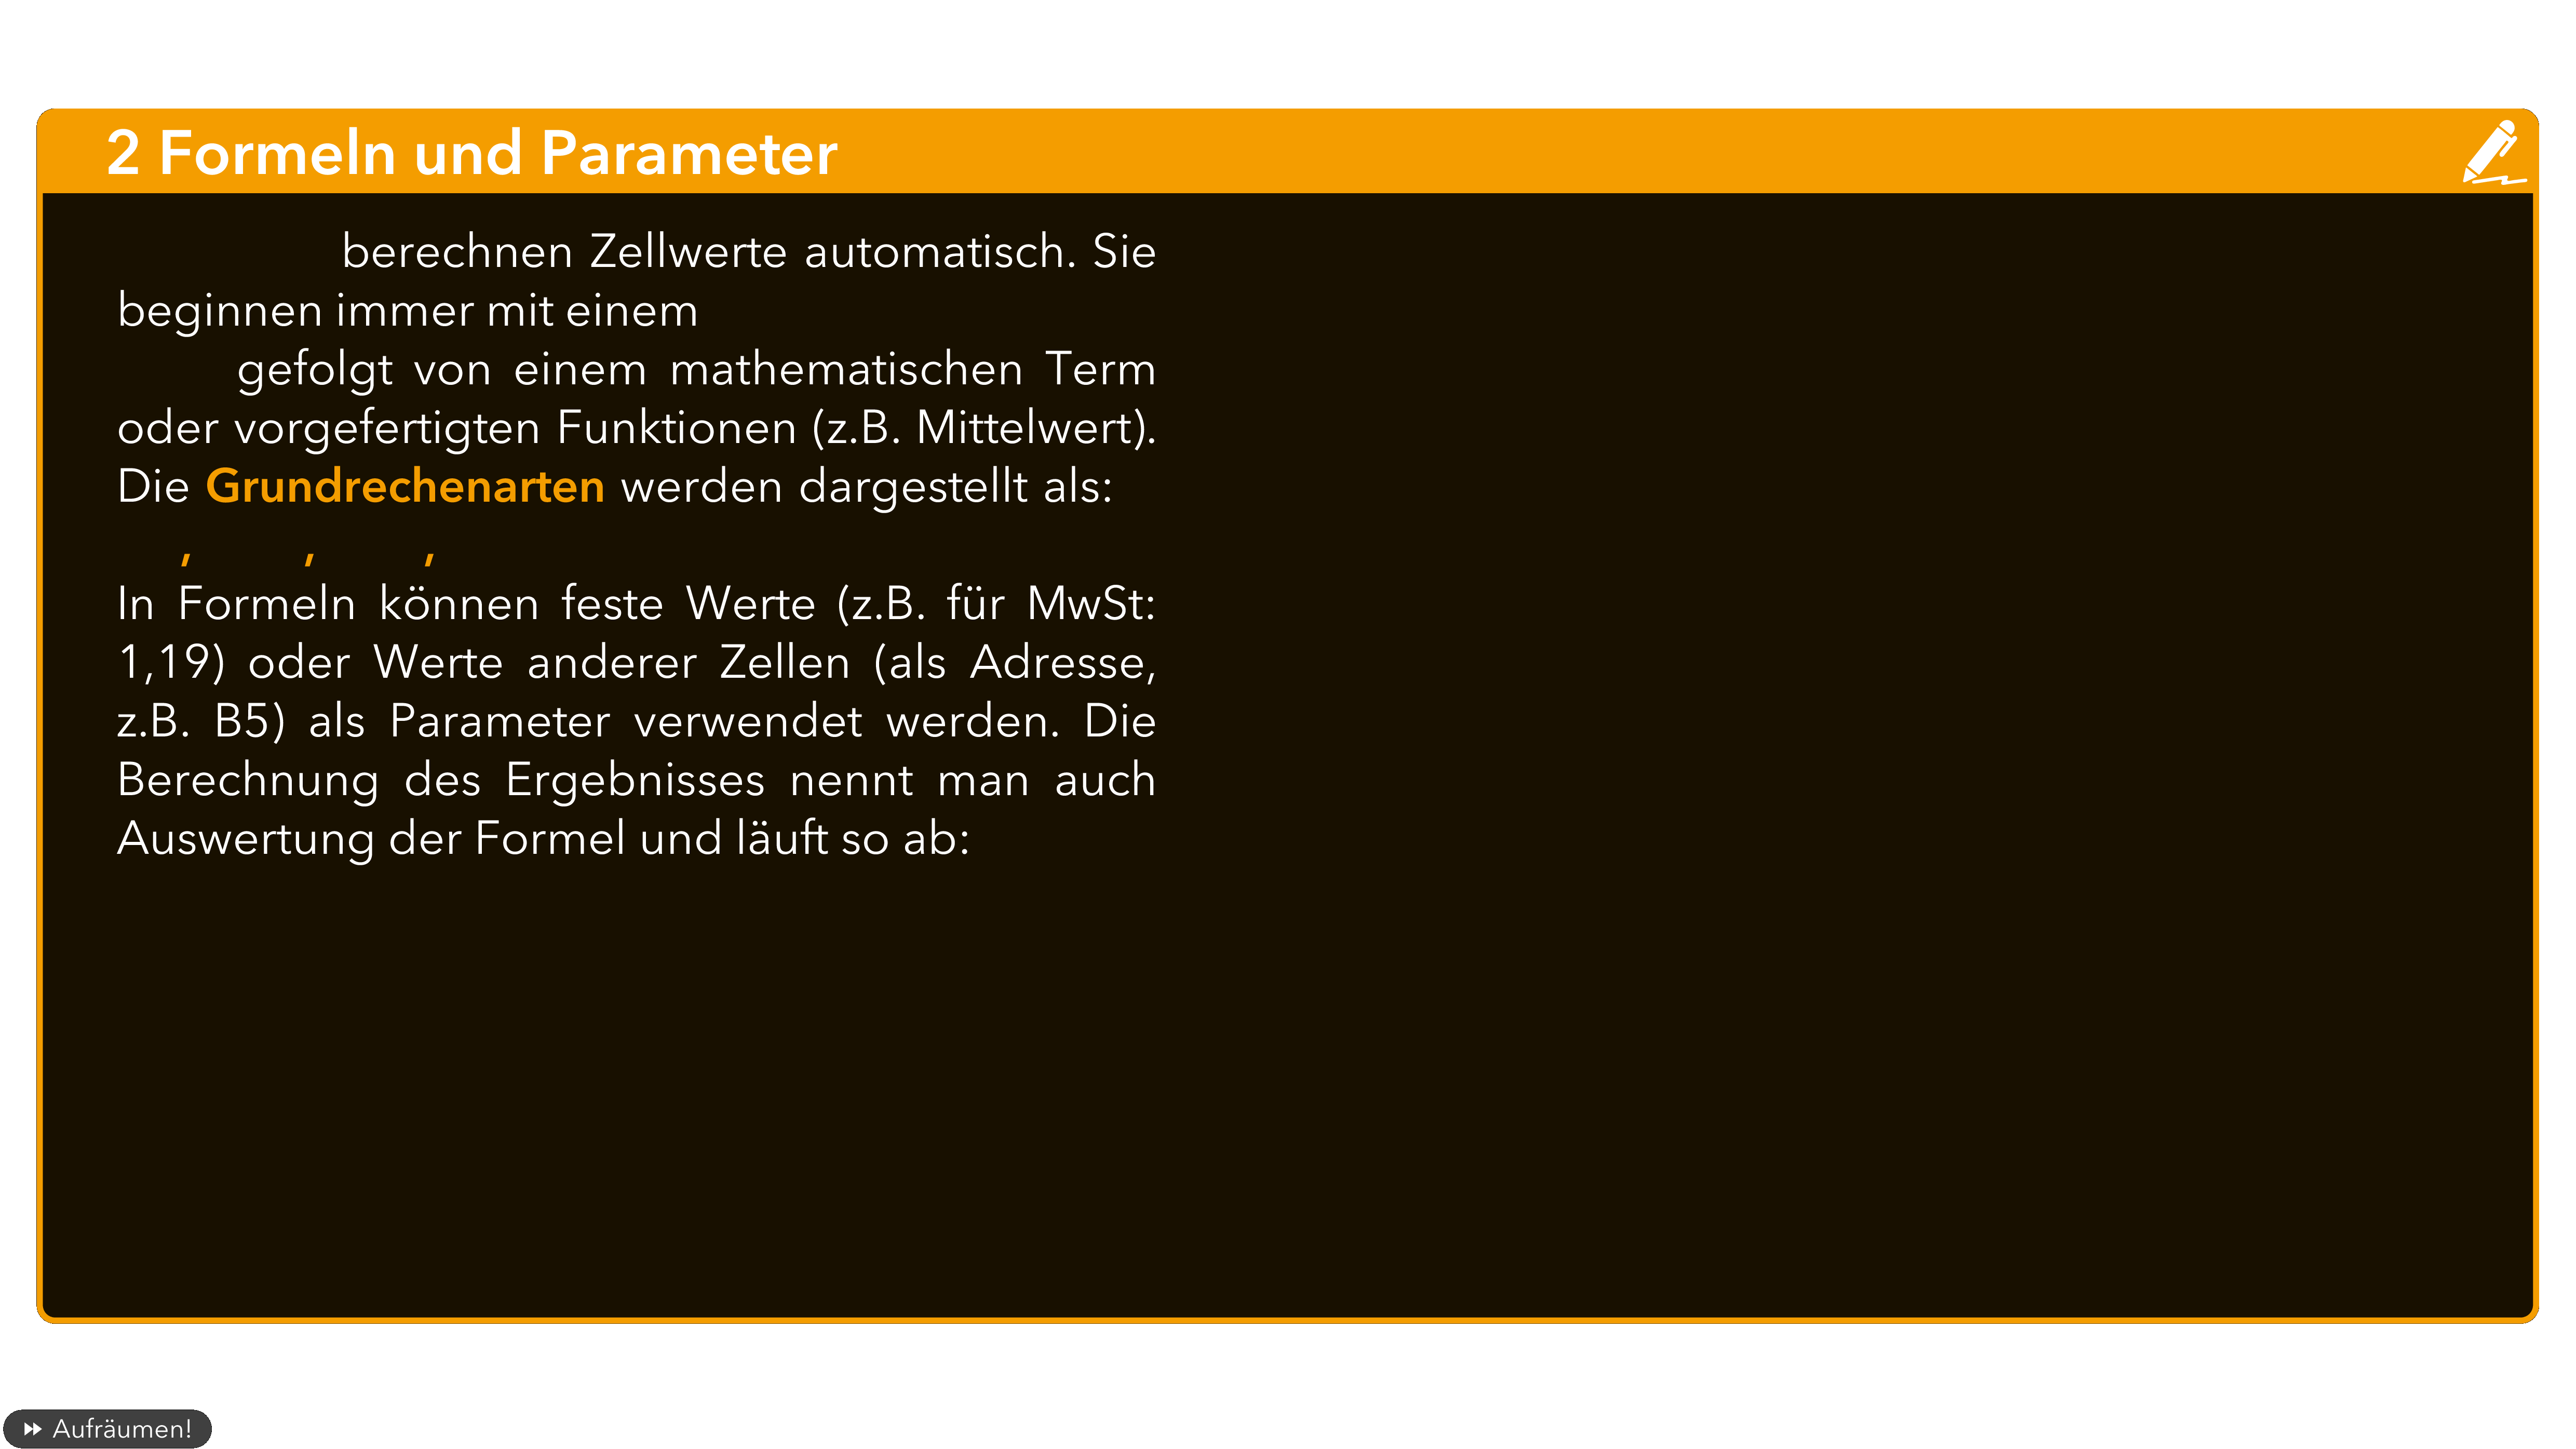 2 Formeln und Parameter
berechnen Zellwerte automatisch. Sie
beginnen immer mit einem
gefolgt von einem mathematischen Term
oder vorgefertigten Funktionen (z.B. Mittelwert).
Die Grundrechenarten werden dargestellt als:
, , ,
In Formeln können feste Werte (z.B. für MwSt:
1,19) oder Werte anderer Zellen (als Adresse,
z.B. B5) als Parameter verwendet werden. Die
Berechnung des Ergebnisses nennt man auch
Auswertung der Formel und läuft so ab:
Aufräumen!